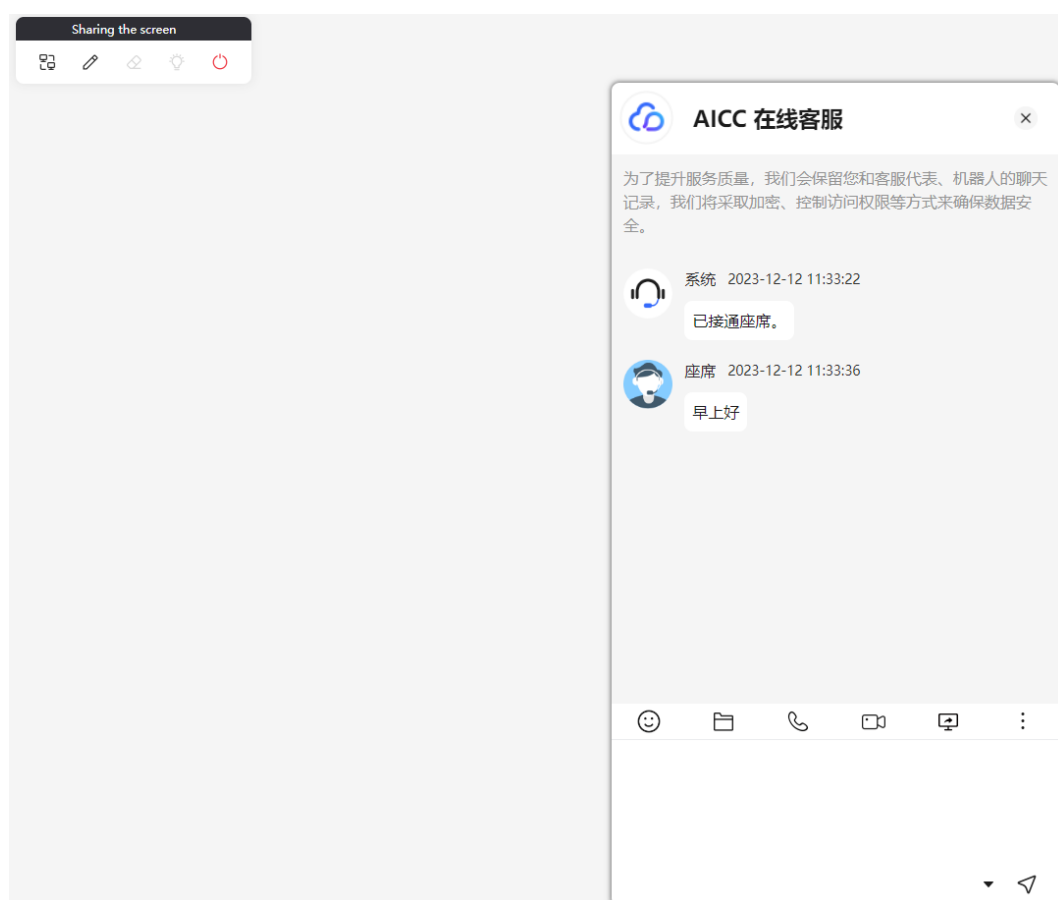 Sharing the screen
AICC 在线客服
为了提升服务质量，我们会保留您和客服代表、机器人的聊天
记录，我们将采取加密、控制访问权限等方式来确保数据安
全。
系统 2023-12-12 11:33:22
已接通座席。
座席 2023-12-12 11:33:36
早上好